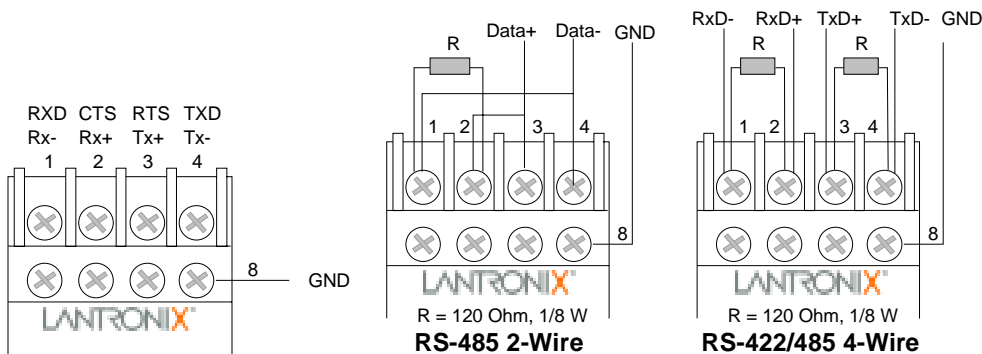 RXD CTS RTS TXD
Rx- Rx+ Tx+ Tx-
1 2 3 4
8 GND
LANTRONIX
Data+ Data- GND
R
1 2 3 4
8
LANTRONIX
R = 120 Ohm, 1/8 W
RS-485 2-Wire
RxD- RxD+ TxD+ TxD- GND
R R
1 2 3 4
8
LANTRONIX
R = 120 Ohm, 1/8 W
RS-422/485 4-Wire